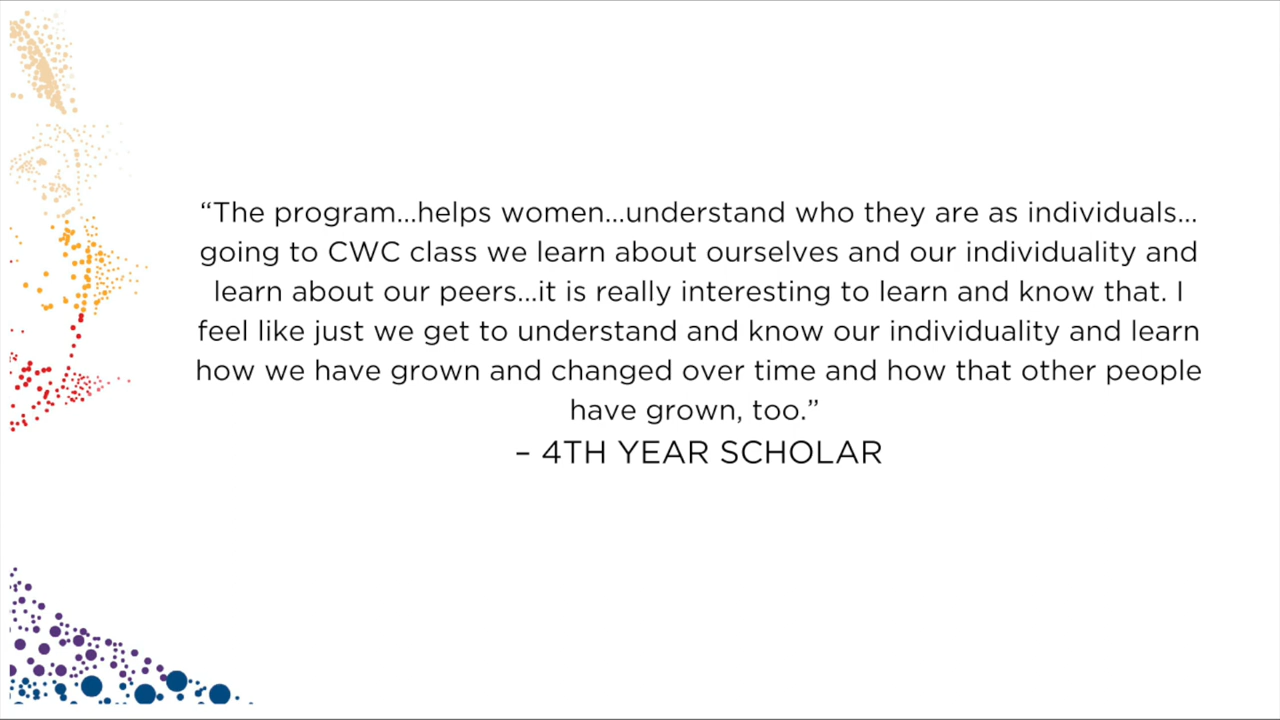 “The program...helps women...understand who they are as individuals...
going to CWC class we learn about ourselves and our individuality and
learn about our peers...it is really interesting to learn and know that. I
feel like just we get to understand and know our individuality and learn
how we have grown and changed over time and how that other people
have grown, too.”
– 4TH YEAR SCHOLAR